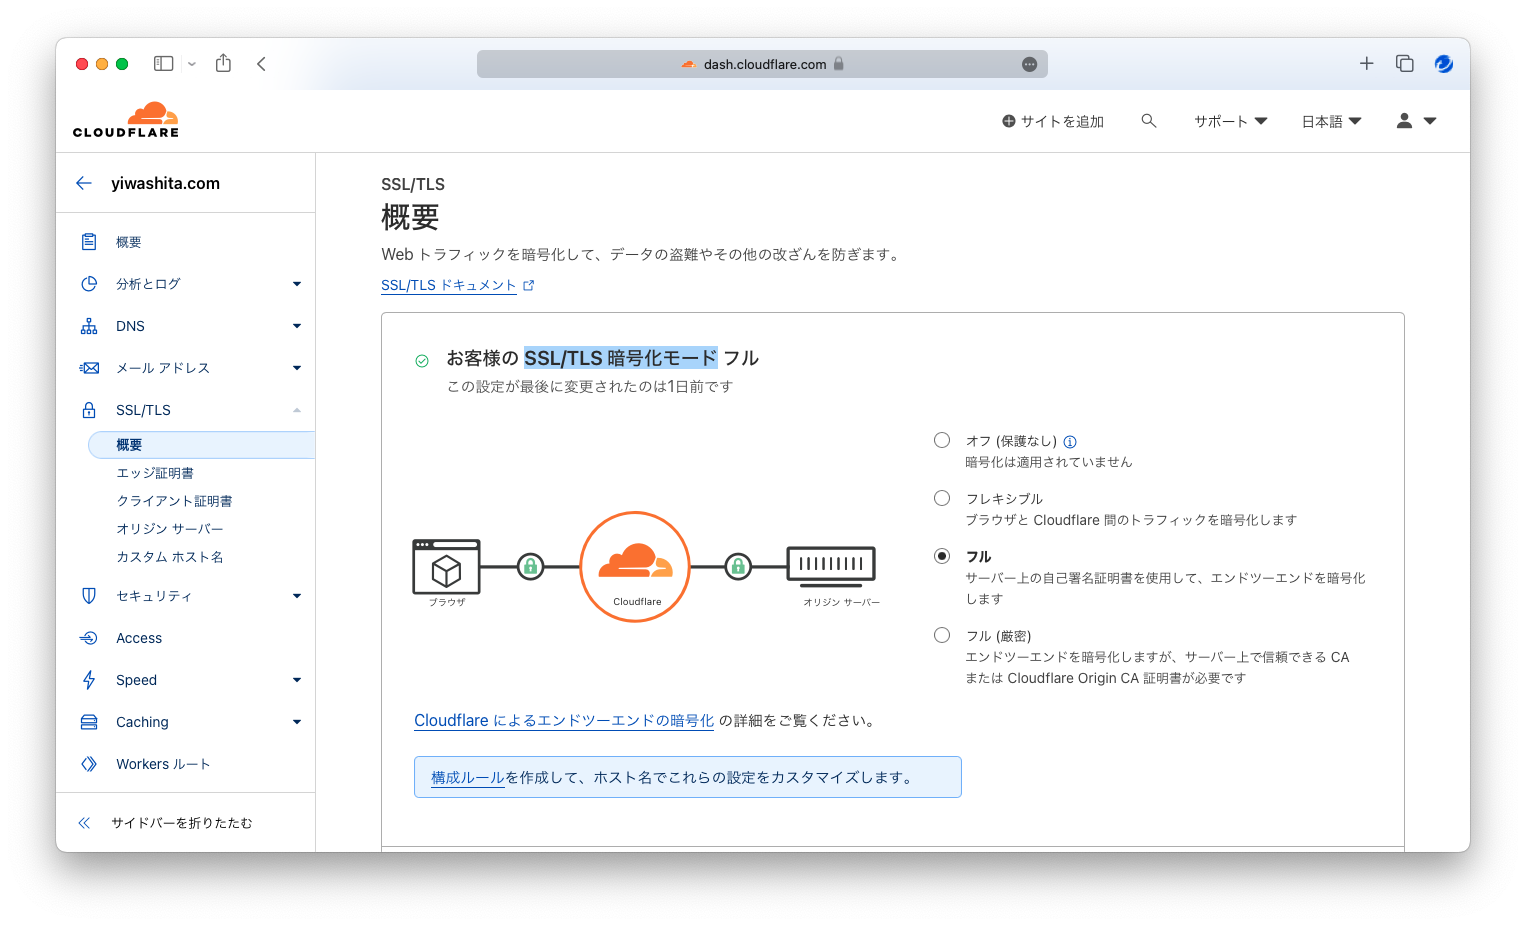 dash.cloudflare.com
CLOUDFLARE
サイトを追加
サポート
日本語
yiwashita.com
概要
分析とログ
DNS
メール アドレス
SSL/TLS
概要
エッジ証明書
クライアント証明書
オリジン サーバー
カスタム ホスト名
セキュリティ
Access
Speed
Caching
Workers ルート
サイドバーを折りたたむ
SSL/TLS
概要
Web トラフィックを暗号化して、データの盗難やその他の改ざんを防ぎます。
SSL/TLS ドキュメント
お客様の SSL/TLS 暗号化モード フル
この設定が最後に変更されたのは1日前です
ブラウザ
Cloudflare
オリジン サーバー
オフ (保護なし)
暗号化は適用されていません
フレキシブル
ブラウザと Cloudflare 間のトラフィックを暗号化します
フル
サーバー上の自己署名証明書を使用して、エンドツーエンドを暗号化
します
フル (厳密)
エンドツーエンドを暗号化しますが、サーバー上で信頼できる CA
または Cloudflare Origin CA 証明書が必要です
Cloudflare によるエンドツーエンドの暗号化 の詳細をご覧ください。
構成ルールを作成して、ホスト名でこれらの設定をカスタマイズします。